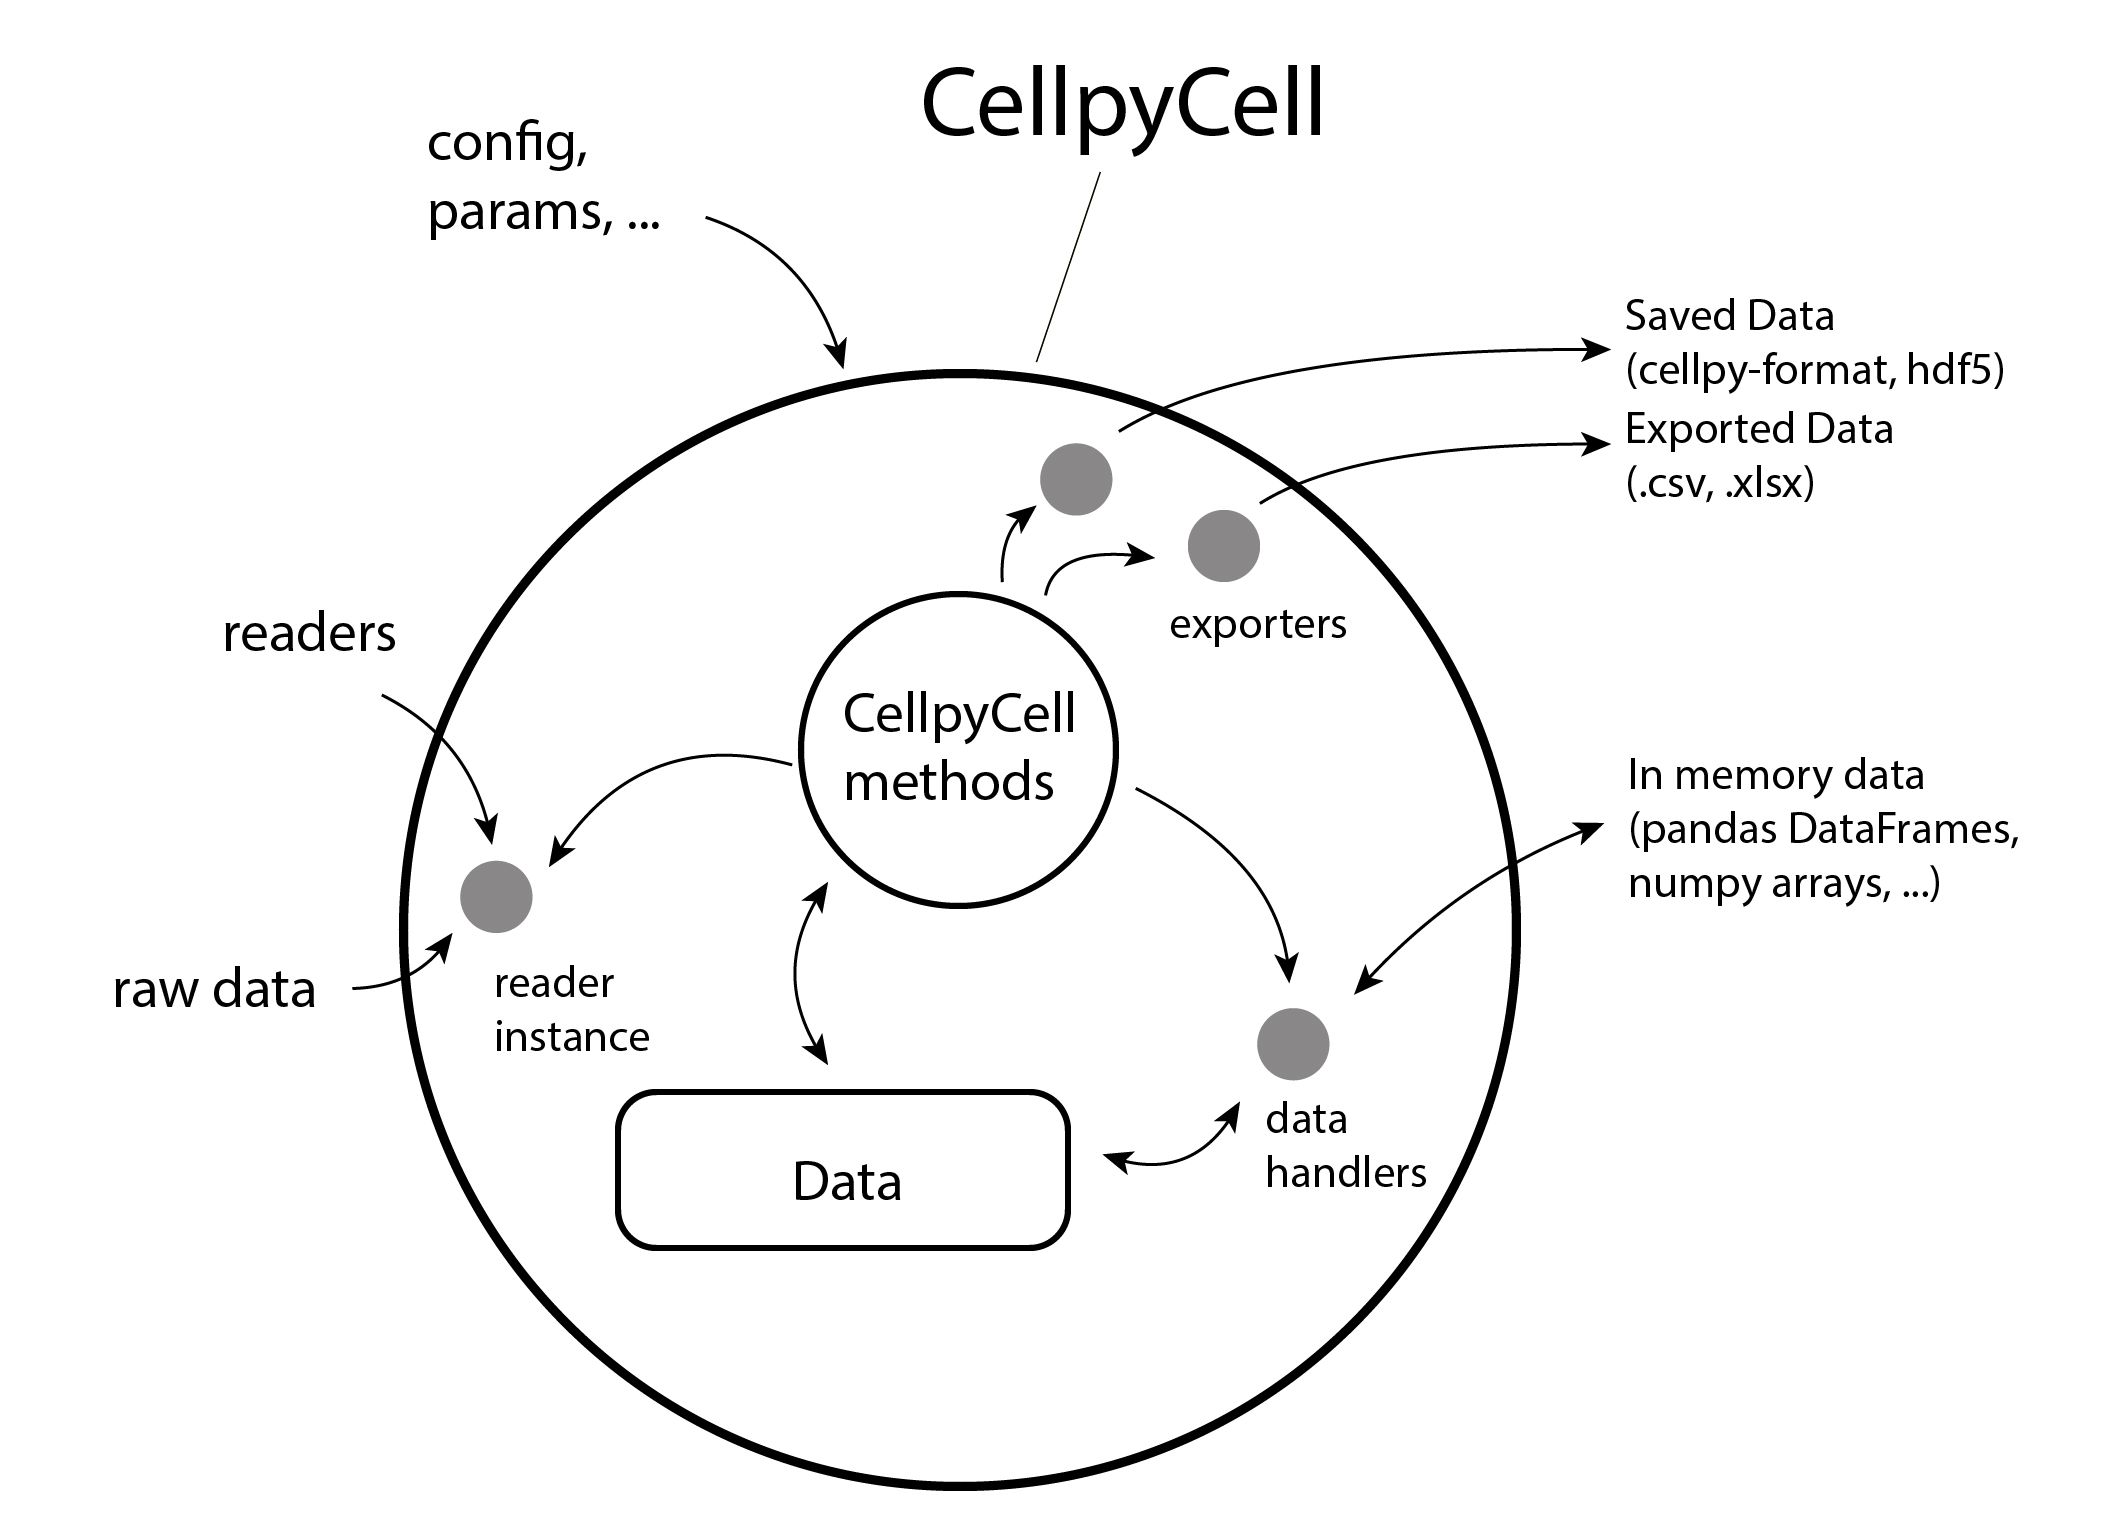 CellpyCell
config,
params, ...
Saved Data
(cellpy-format, hdf5)
Exported Data
(.csv, .xlsx)
exporters
readers
CellpyCell
methods
In memory data
(pandas DataFrames,
numpy arrays, ...)
raw data
reader
instance
data
handlers
Data